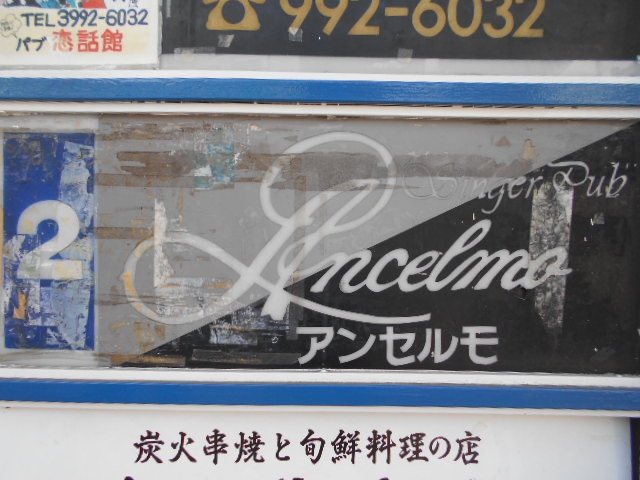 TEL 3992-6032
パブ 恋話館
☎992-6032
2
Singer Pub
Ancelmo
アンセルモ
炭火串焼と旬鮮料理の店